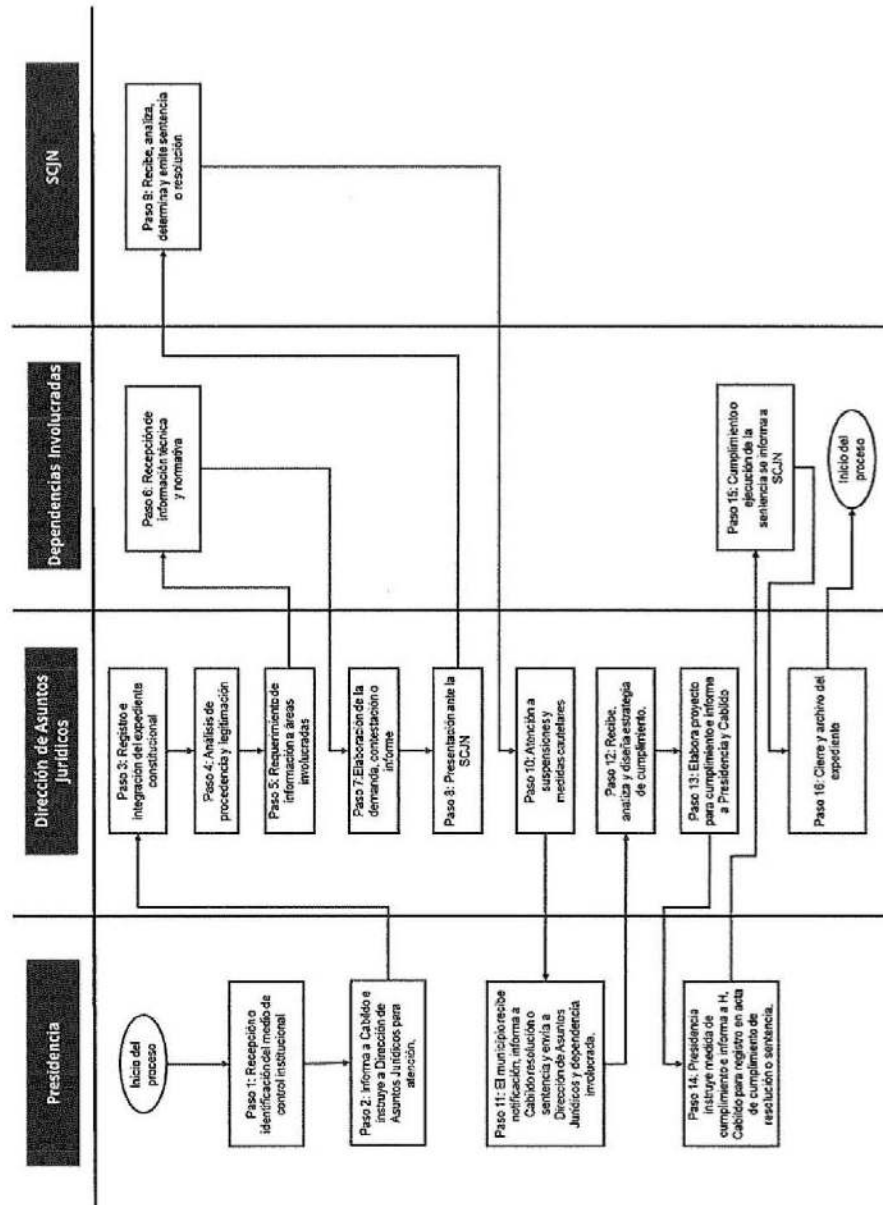 Presidencia
Dirección de Asuntos
Jurídicos
Dependencias Involucradas
SCJN
Inicio del
proceso
Paso 1: Recepción o
identificación del medio de
control institucional
Paso 2: Informa a Cabildo e
instruye a Dirección de
Asuntos Jurídicos para
atención.
Paso 3: Registro e
integración del expediente
constitucional
Paso 4: Análisis de
procedencia y legitimación
Paso 5: Requerimiento de
información a áreas
involucradas
Paso 6: Recepción de
información técnica
y normativa
Paso 7:Elaboración de la
demanda, contestación o
informe
Paso 8: Presentación ante la
SCJN
Paso 9: Recibe, analiza,
determina y emite sentencia
o resolución
Paso 10: Atención a
suspensiones y
medidas cautelares
Paso 11: El municipio recibe
notificación, informa a
Cabildo resolución o
sentencia y envía a
Dirección de Asuntos
Jurídicos y dependencia
involucrada.
Paso 12: Recibe,
analiza y diseña estrategia
de cumplimiento.
Paso 13: Elabora proyecto
para cumplimiento e informe
a Presidencia y Cabildo
Paso 14: Presidencia
instruye medida de
cumplimiento e informa a H,
Cabildo para registro en acta
de cumplimiento de
resolución o sentencia.
Paso 15: Cumplimiento o
ejecución de la
sentencia se informa a
SCJN
Paso 16: Cierre y archivo del
expediente
Inicio del
proceso